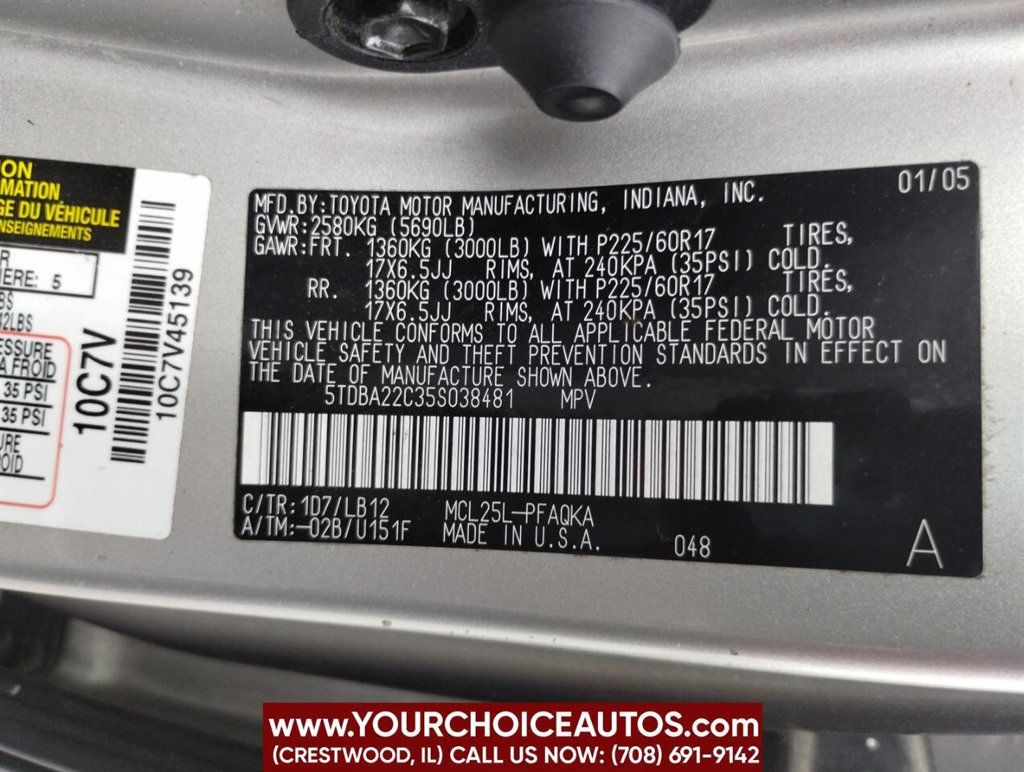 ON
MATION
GE DU VÉHICULE
NSEIGNEMENTS
R
IERE: 5
BS
2LBS
ESSURE
A FROID
35 PSI
35 PSI
URE
OID
10C7V
10C7V45139
MFD. BY: TOYOTA MOTOR MANUFACTURING, INDIANA, INC. 01/05
GVWR: 2580KG (5690LB)
GAWR: FRT. 1360KG (3000LB) WITH P225/60R17 TIRES,
17X6.5JJ RIMS, AT 240KPA (35PSI) COLD.
RR. 1360KG (3000LB) WITH P225/60R17 TIRES,
17X6.5JJ RIMS, AT 240KPA (35PSI) COLD.
THIS VEHICLE CONFORMS TO ALL APPLICABLE FEDERAL MOTOR
VEHICLE SAFETY AND THEFT PREVENTION STANDARDS IN EFFECT ON
THE DATE OF MANUFACTURE SHOWN ABOVE.
5TDBA22C35S038481 MPV
C/TR: 1D7/LB12 MCL25L-PFAQKA
A/TM:-02B/U151F MADE IN U.S.A. 048 A
www.YOURCHOICEAUTOS.com
(CRESTWOOD, IL) CALL US NOW: (708) 691-9142